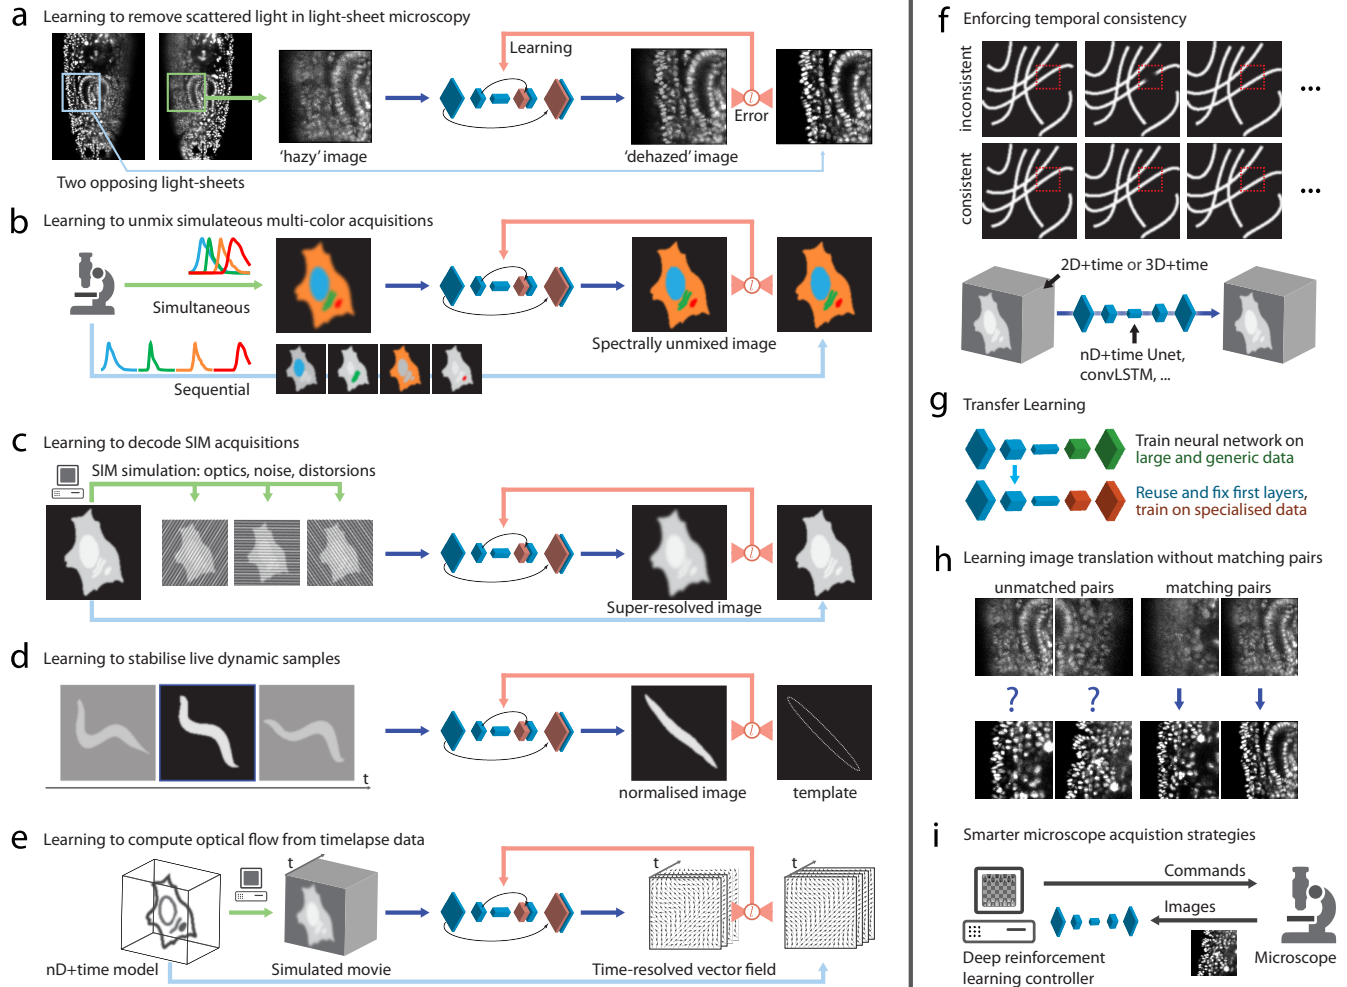 a Learning to remove scattered light in light-sheet microscopy
Learning
Error
'hazy' image
'dehazed' image
Two opposing light-sheets
b Learning to unmix simulateous multi-color acquisitions
Simultaneous
Spectrally unmixed image
Sequential
c Learning to decode SIM acquisitions
SIM simulation: optics, noise, distorsions
Super-resolved image
d Learning to stabilise live dynamic samples
t
normalised image
template
e Learning to compute optical flow from timelapse data
t
t
t
nD+time model
Simulated movie
Time-resolved vector field
l
l
l
l
l
f Enforcing temporal consistency
inconsistent
...
consistent
...
2D+time or 3D+time
nD+time Unet,
convLSTM, ...
g Transfer Learning
Train neural network on
large and generic data
Reuse and fix first layers,
train on specialised data
h Learning image translation without matching pairs
unmatched pairs
matching pairs
? ?
i Smarter microscope acquistion strategies
Commands
Images
Deep reinforcement
learning controller
Microscope